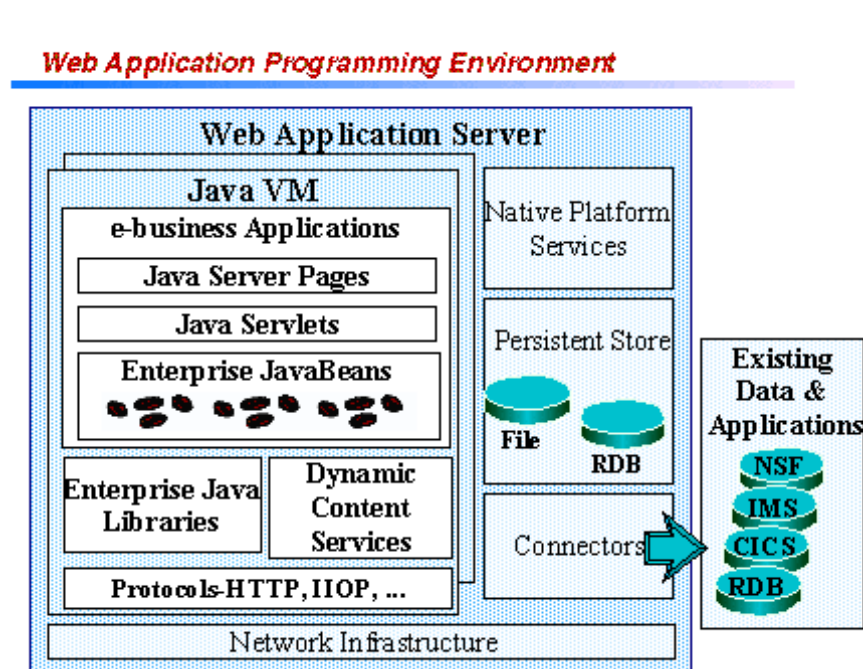 Web Application Programming Environment
Web Application Server
Java VM
e-business Applications
Java Server Pages
Java Servlets
Enterprise JavaBeans
Enterprise Java
Libraries
Dynamic
Content
Services
Protocols-HTTP, IIOP, ...
Native Platform
Services
Persistent Store
File
RDB
Connectors
Existing
Data &
Applications
NSF
IMS
CICS
RDB
Network Infrastructure